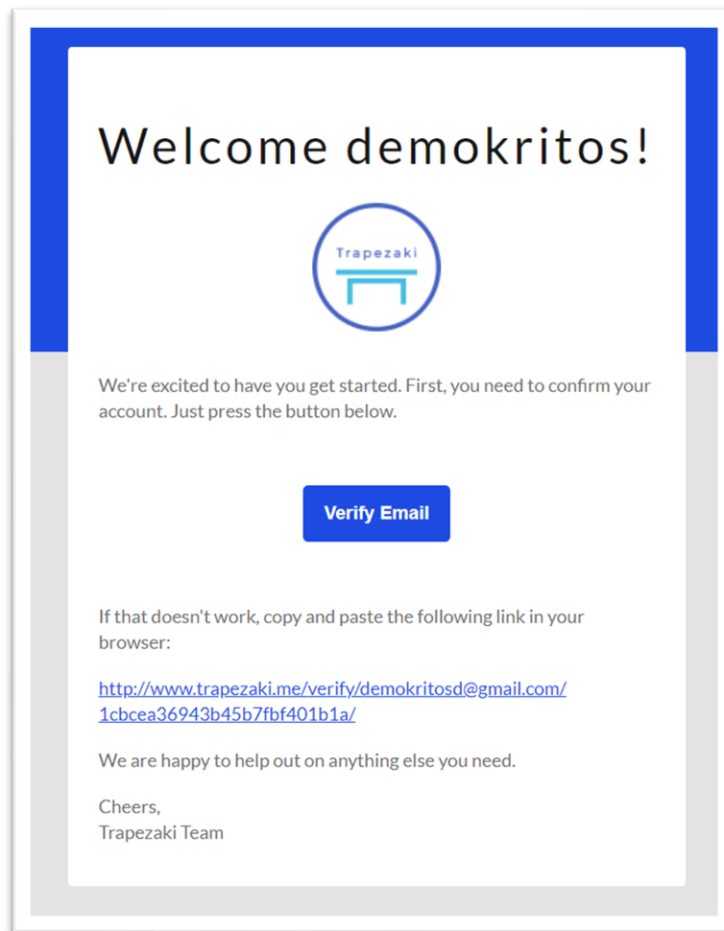 Welcome demokritos!
Trapezaki
We're excited to have you get started. First, you need to confirm your
account. Just press the button below.
Verify Email
If that doesn't work, copy and paste the following link in your
browser:
http://www.trapezaki.me/verify/demokritosd@gmail.com/
1cbcea36943b45b7fbf401b1a/
We are happy to help out on anything else you need.
Cheers,
Trapezaki Team